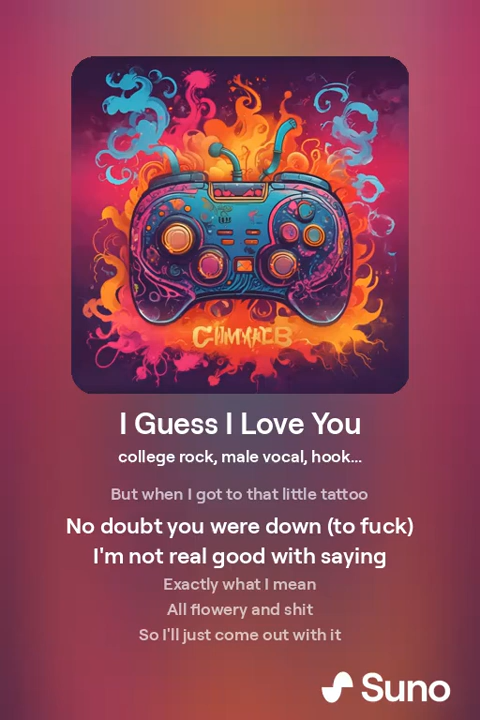 I Guess I Love You
college rock, male vocal, hook...
But when I got to that little tattoo
No doubt you were down (to fuck)
I'm not real good with saying
Exactly what I mean
All flowery and shit
So I'll just come out with it
Suno